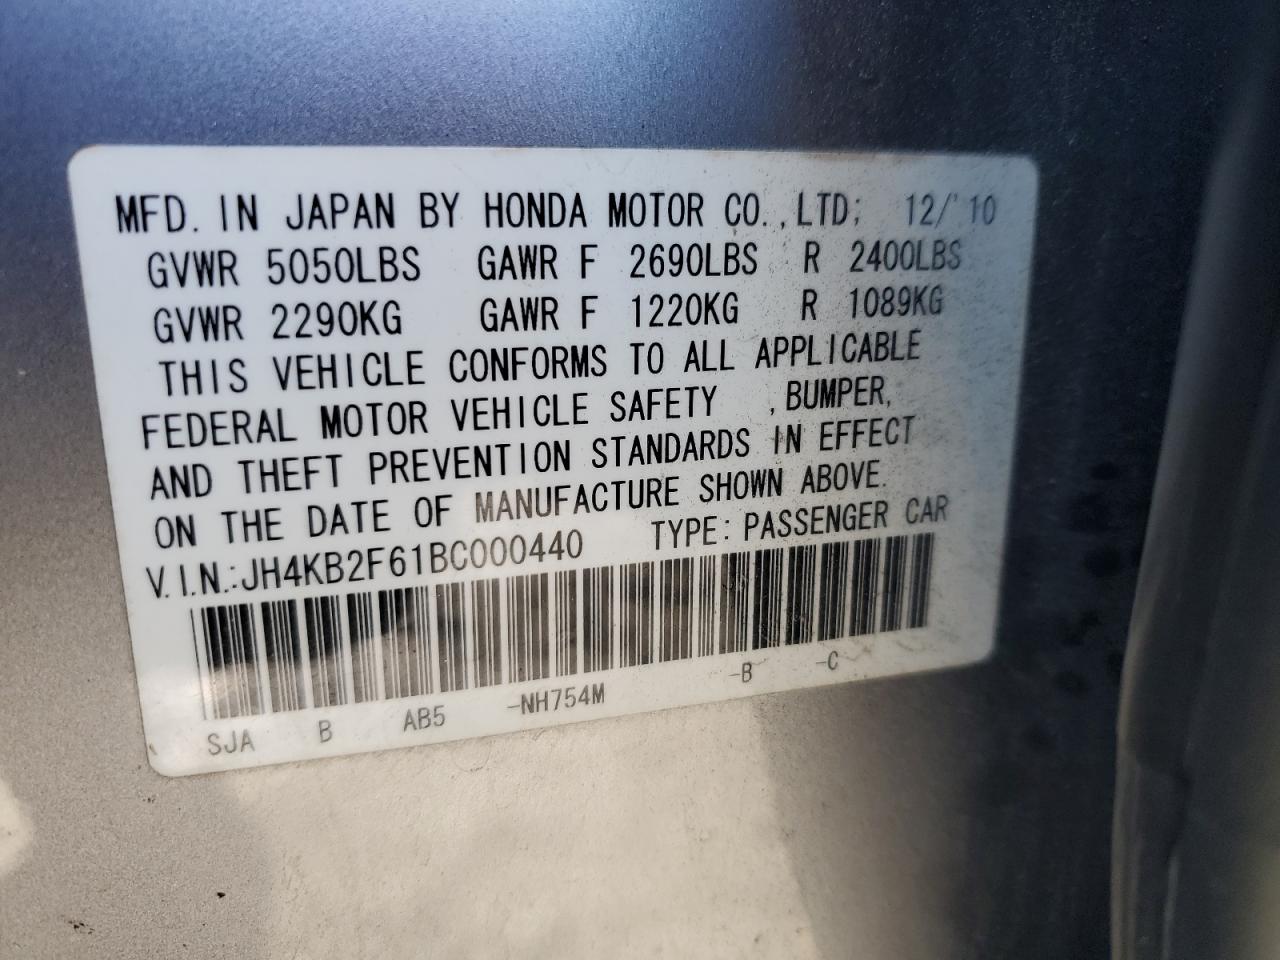 MFD. IN JAPAN BY HONDA MOTOR CO.,LTD; 12/'10
GVWR 5050LBS GAWR F 2690LBS R 2400LBS
GVWR 2290KG GAWR F 1220KG R 1089KG
THIS VEHICLE CONFORMS TO ALL APPLICABLE
FEDERAL MOTOR VEHICLE SAFETY ,BUMPER,
AND THEFT PREVENTION STANDARDS IN EFFECT
ON THE DATE OF MANUFACTURE SHOWN ABOVE.
V.I.N.:JH4KB2F61BC000440 TYPE:PASSENGER CAR
SJA B AB5 -NH754M -B -C